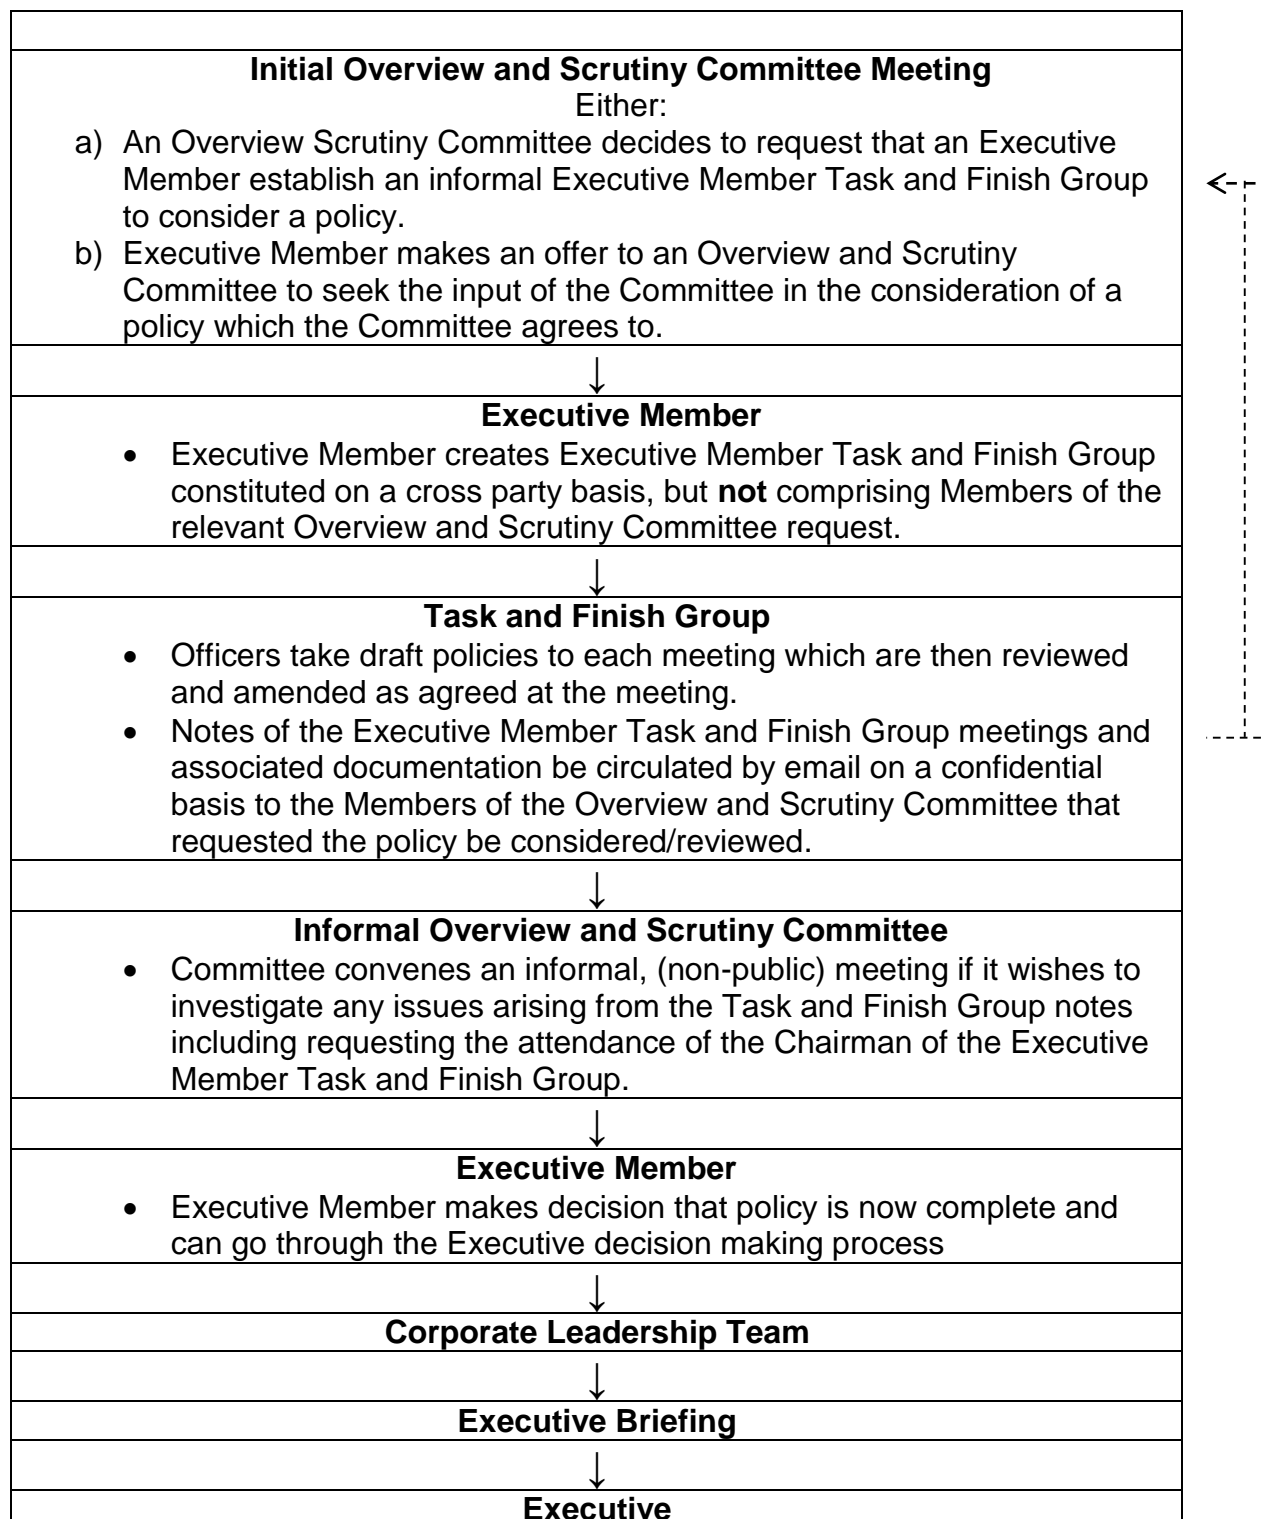 Initial Overview and Scrutiny Committee Meeting
Either:
a) An Overview Scrutiny Committee decides to request that an Executive
Member establish an informal Executive Member Task and Finish Group
to consider a policy.
b) Executive Member makes an offer to an Overview and Scrutiny
Committee to seek the input of the Committee in the consideration of a
policy which the Committee agrees to.
↓
Executive Member
• Executive Member creates Executive Member Task and Finish Group
constituted on a cross party basis, but not comprising Members of the
relevant Overview and Scrutiny Committee request.
↓
Task and Finish Group
• Officers take draft policies to each meeting which are then reviewed
and amended as agreed at the meeting.
• Notes of the Executive Member Task and Finish Group meetings and
associated documentation be circulated by email on a confidential
basis to the Members of the Overview and Scrutiny Committee that
requested the policy be considered/reviewed.
↓
Informal Overview and Scrutiny Committee
• Committee convenes an informal, (non-public) meeting if it wishes to
investigate any issues arising from the Task and Finish Group notes
including requesting the attendance of the Chairman of the Executive
Member Task and Finish Group.
↓
Executive Member
• Executive Member makes decision that policy is now complete and
can go through the Executive decision making process
↓
Corporate Leadership Team
↓
Executive Briefing
↓
Executive